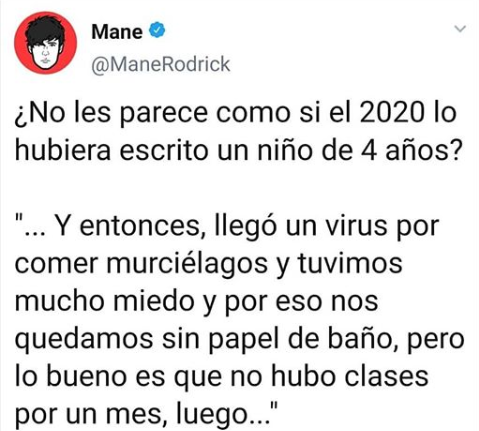 Mane
@ManeRodrick
¿No les parece como si el 2020 lo
hubiera escrito un niño de 4 años?
"... Y entonces, llegó un virus por
comer murciélagos y tuvimos
mucho miedo y por eso nos
quedamos sin papel de baño, pero
lo bueno es que no hubo clases
por un mes, luego..."